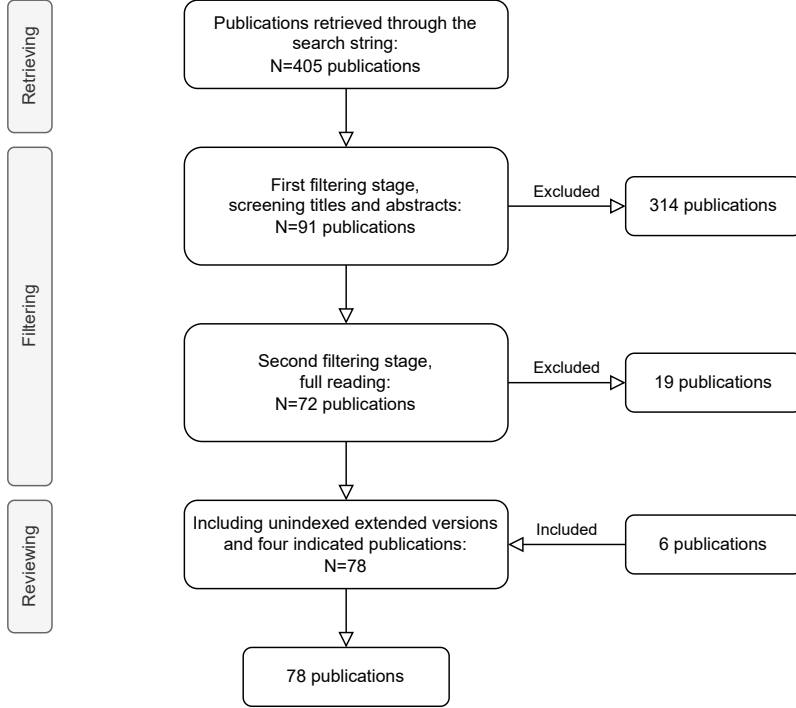 Retrieving
Publications retrieved through the
search string:
N=405 publications
Filtering
First filtering stage,
screening titles and abstracts:
N=91 publications
Excluded
314 publications
Second filtering stage,
full reading:
N=72 publications
Excluded
19 publications
Reviewing
Including unindexed extended versions
and four indicated publications:
N=78
Included
6 publications
78 publications